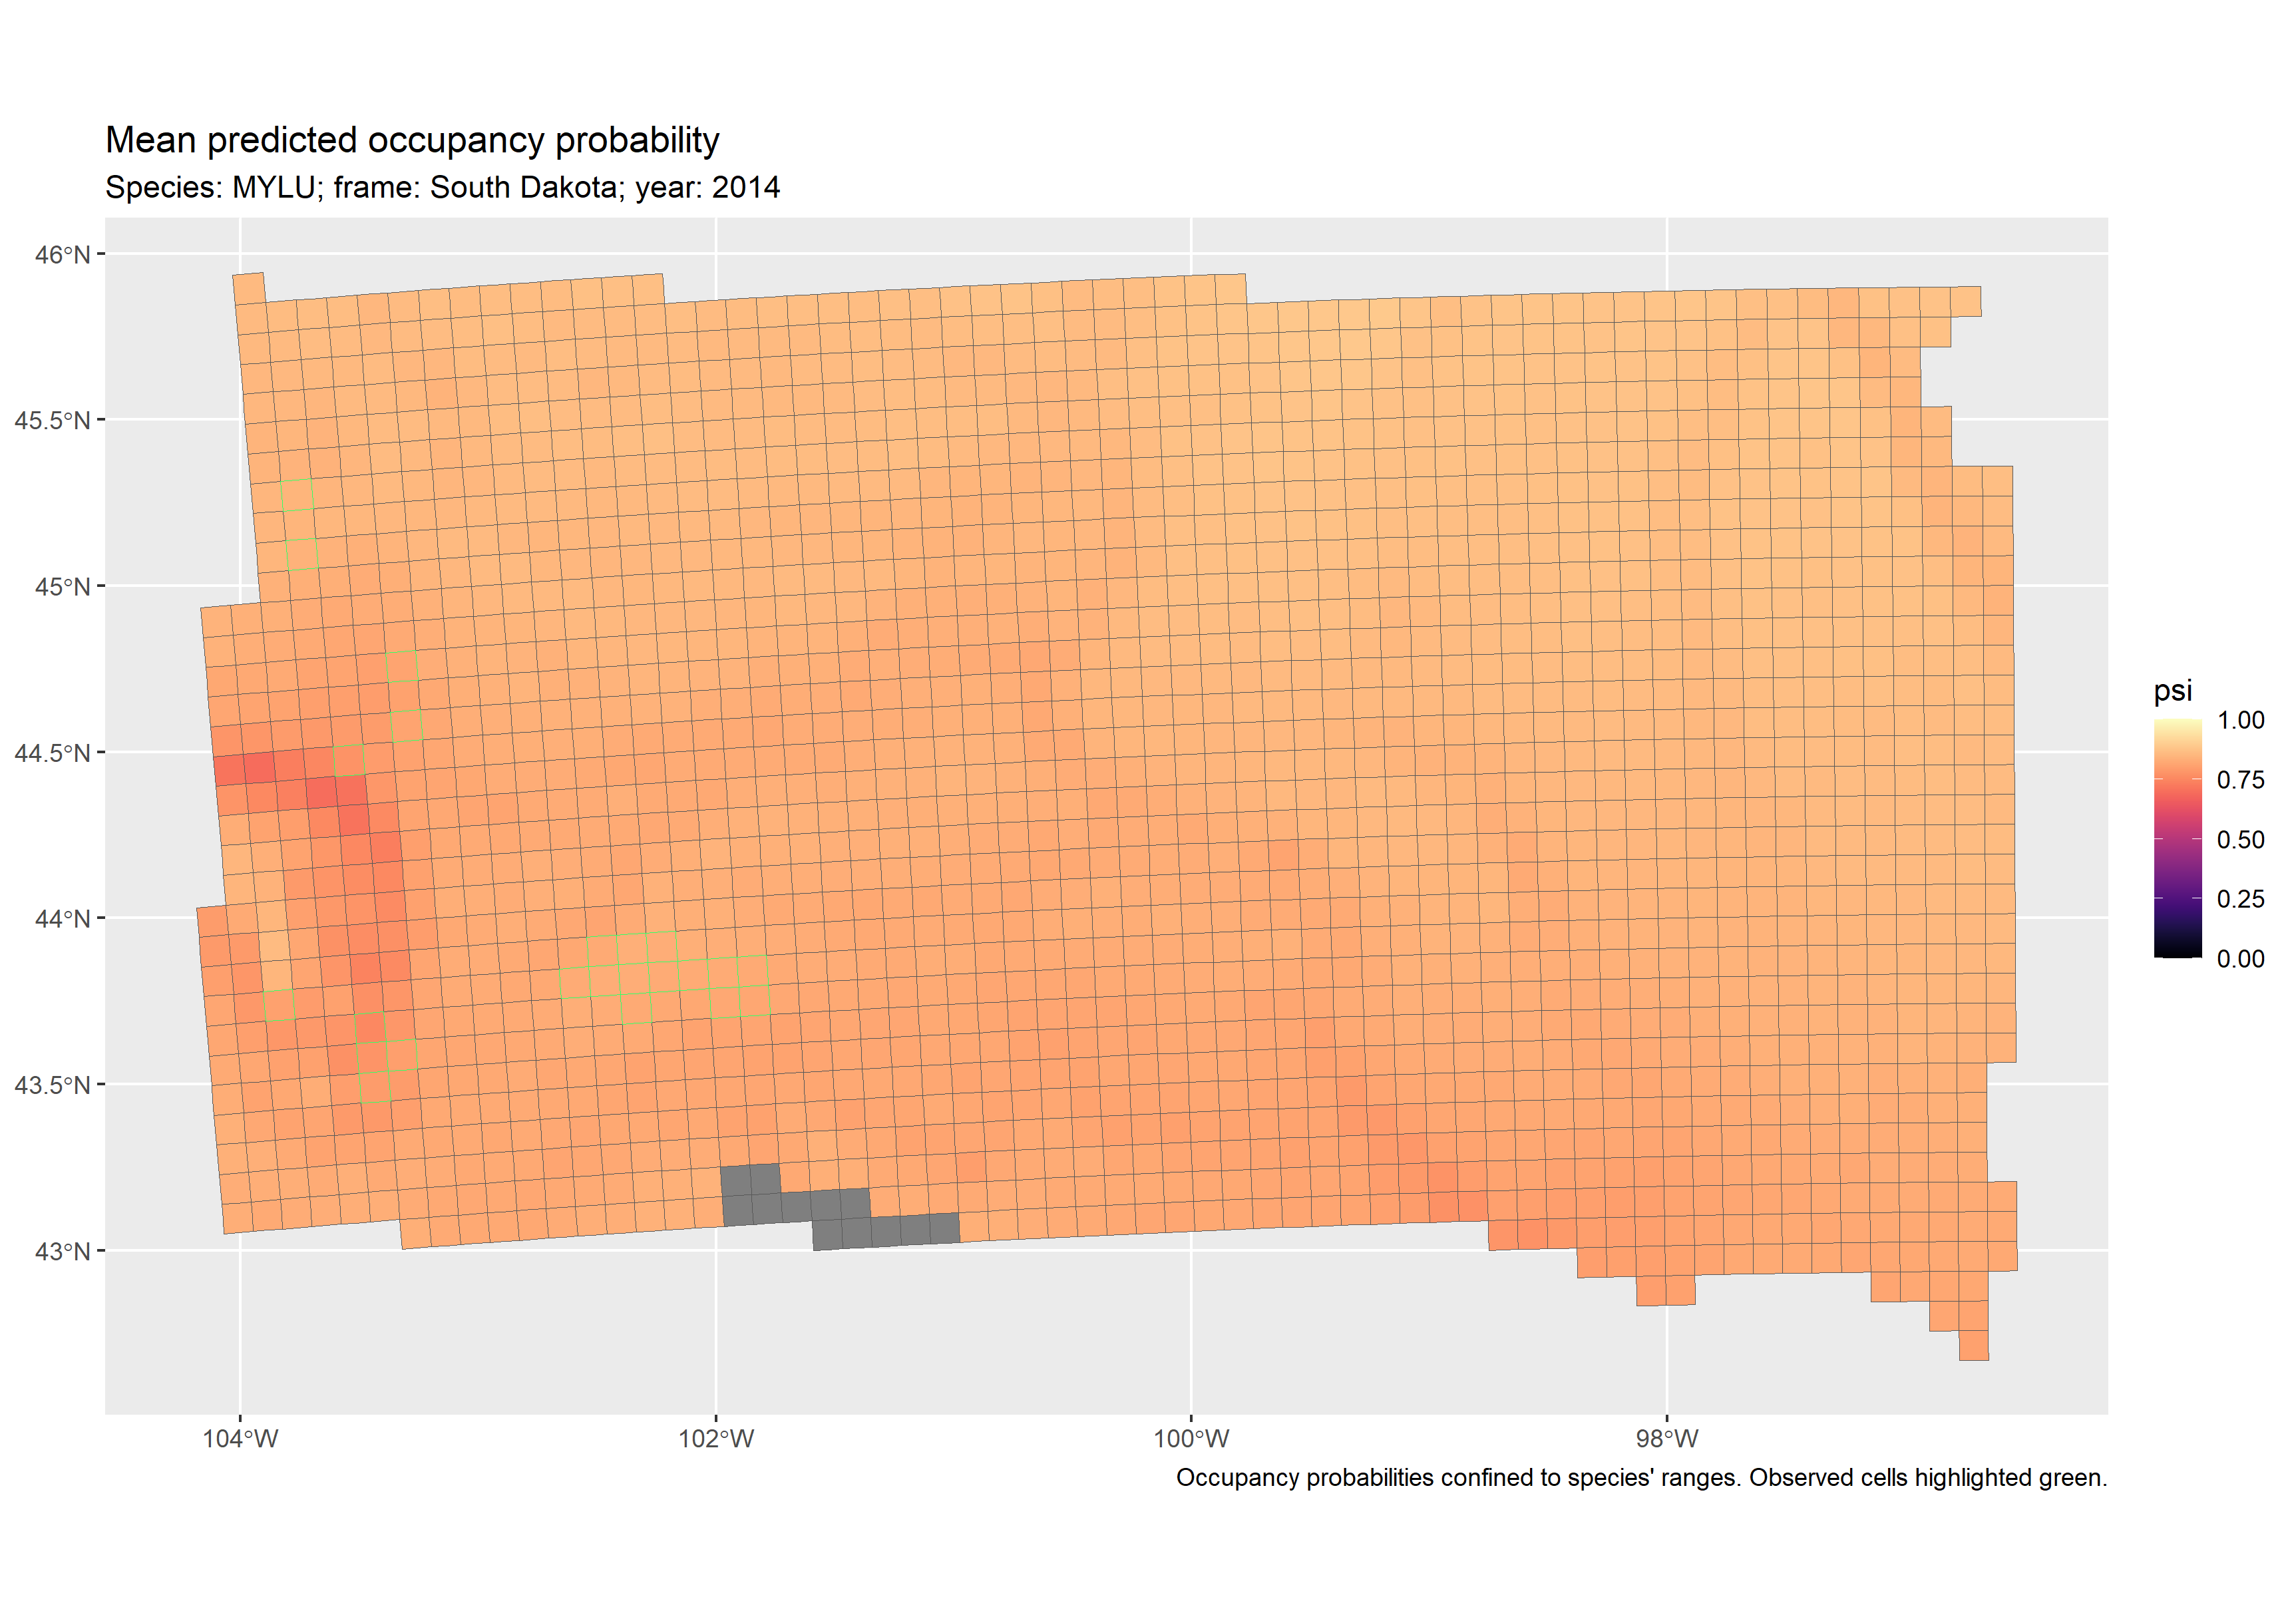 Mean predicted occupancy probability
Species: MYLU; frame: South Dakota; year: 2014
46°N
45.5°N
45°N
44.5°N
44°N
43.5°N
43°N
104°W
102°W
100°W
98°W
psi
1.00
0.75
0.50
0.25
0.00
Occupancy probabilities confined to species' ranges. Observed cells highlighted green.